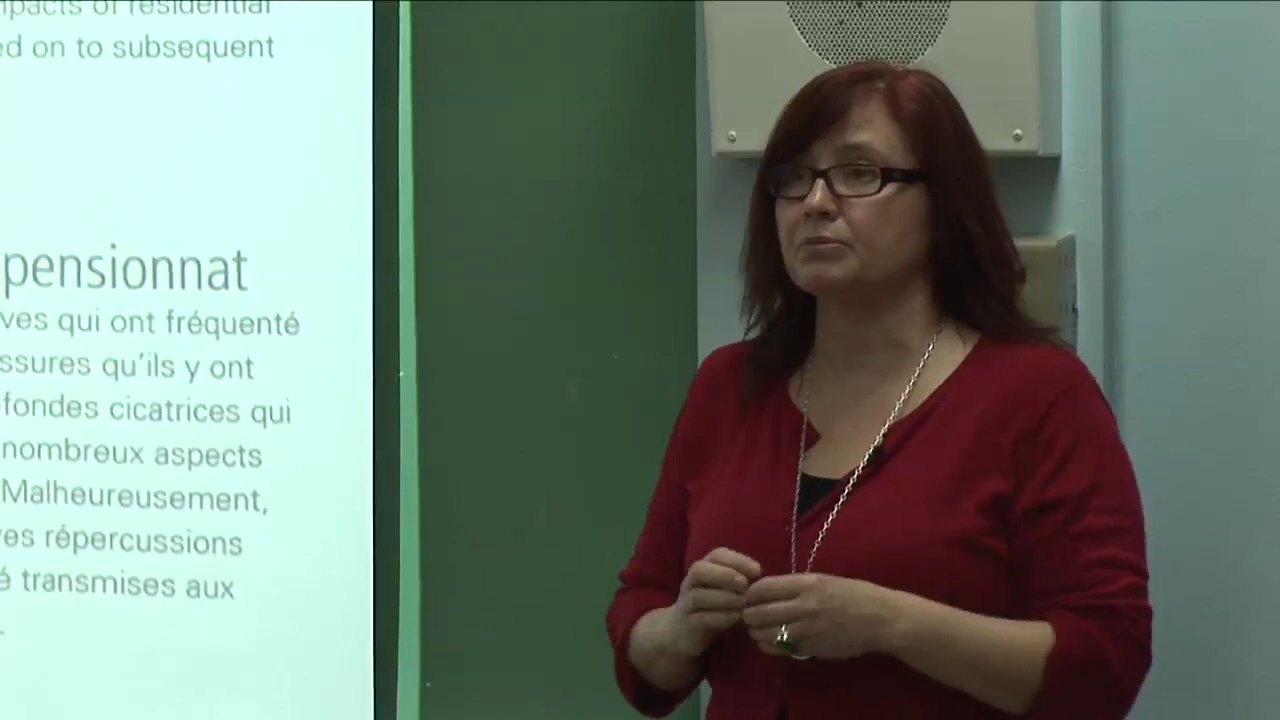 mpacts of residential
ed on to subsequent
pensionnat
ves qui ont fréquenté
ssures qu'ils y ont
fondes cicatrices qui
nombreux aspects
Malheureusement,
ves répercussions
é transmises aux